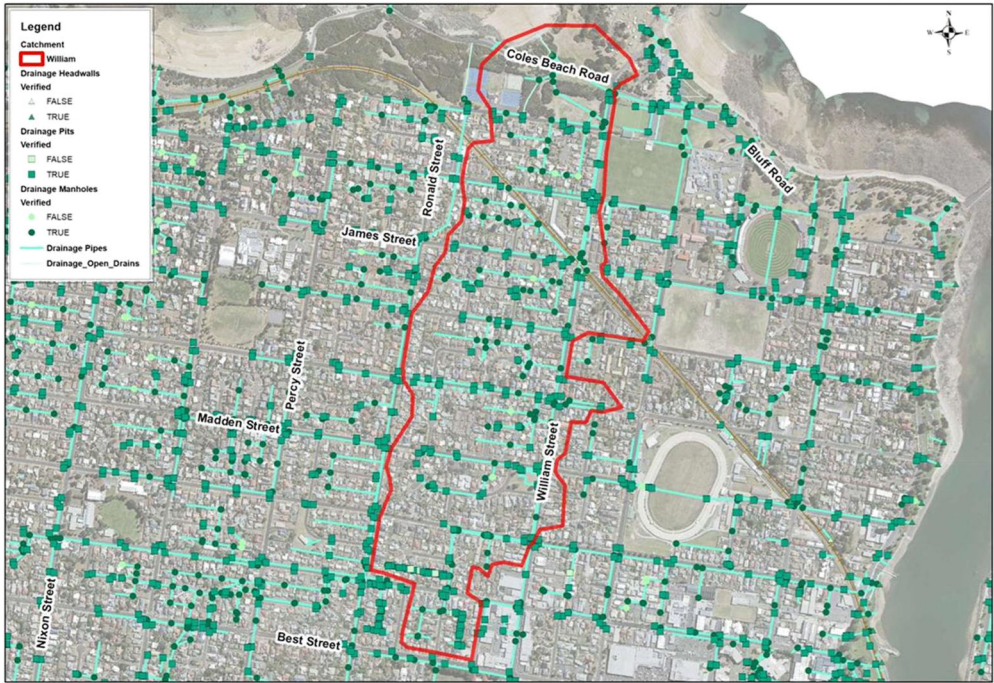 Legend
Catchment
William
Drainage Headwalls
Verified
FALSE
TRUE
Drainage Pits
Verified
FALSE
TRUE
Drainage Manholes
Verified
FALSE
TRUE
Drainage Pipes
Drainage_Open_Drains
N
W
E
S
Coles Beach Road
Bluff Road
Ronald Street
James Street
Percy Street
Madden Street
William Street
Nixon Street
Best Street